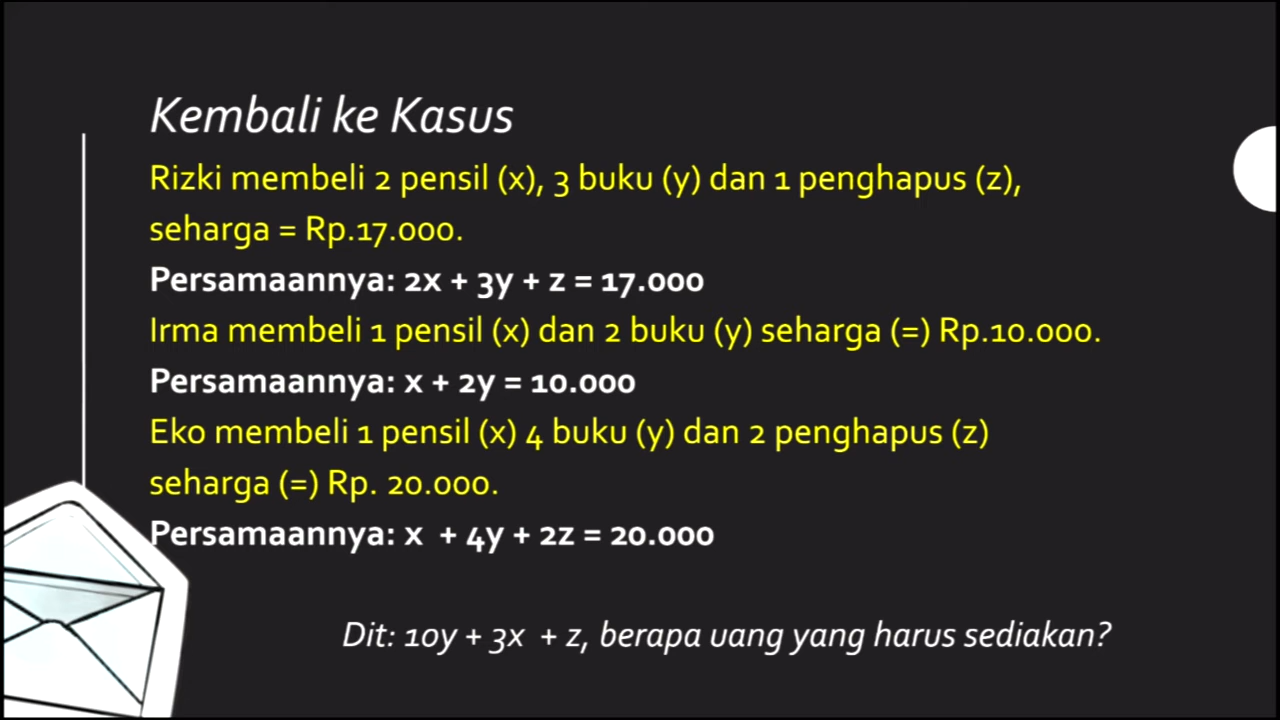 Kembali ke Kasus
Rizki membeli 2 pensil (x), 3 buku (y) dan 1 penghapus (z),
seharga = Rp.17.000.
Persamaannya: 2x + 3y + z = 17.000
Irma membeli 1 pensil (x) dan 2 buku (y) seharga (=) Rp.10.000.
Persamaannya: x + 2y = 10.000
Eko membeli 1 pensil (x) 4 buku (y) dan 2 penghapus (z)
seharga (=) Rp. 20.000.
Persamaannya: x + 4y + 2z = 20.000
Dit: 10y + 3x + z, berapa uang yang harus sediakan?